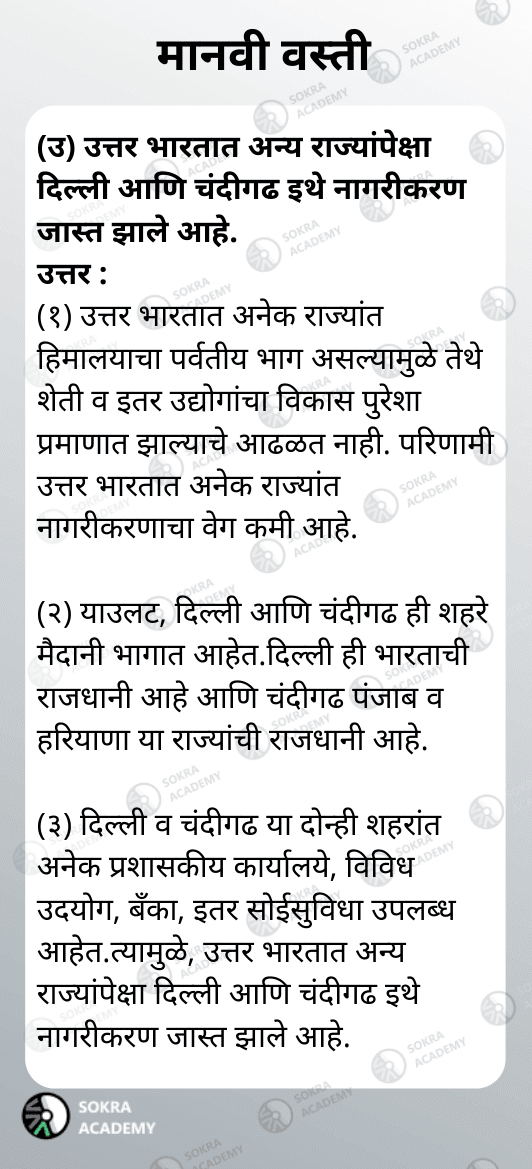 मानवी वस्ती
(उ) उत्तर भारतात अन्य राज्यांपेक्षा
दिल्ली आणि चंदीगढ इथे नागरीकरण
जास्त झाले आहे.
उत्तर :
(१) उत्तर भारतात अनेक राज्यांत
हिमालयाचा पर्वतीय भाग असल्यामुळे तेथे
शेती व इतर उद्योगांचा विकास पुरेशा
प्रमाणात झाल्याचे आढळत नाही. परिणामी
उत्तर भारतात अनेक राज्यांत
नागरीकरणाचा वेग कमी आहे.
(२) याउलट, दिल्ली आणि चंदीगढ ही शहरे
मैदानी भागात आहेत.दिल्ली ही भारताची
राजधानी आहे आणि चंदीगढ पंजाब व
हरियाणा या राज्यांची राजधानी आहे.
(३) दिल्ली व चंदीगढ या दोन्ही शहरांत
अनेक प्रशासकीय कार्यालये, विविध
उदयोग, बँका, इतर सोईसुविधा उपलब्ध
आहेत.त्यामुळे, उत्तर भारतात अन्य
राज्यांपेक्षा दिल्ली आणि चंदीगढ इथे
नागरीकरण जास्त झाले आहे.
SOKRA
ACADEMY